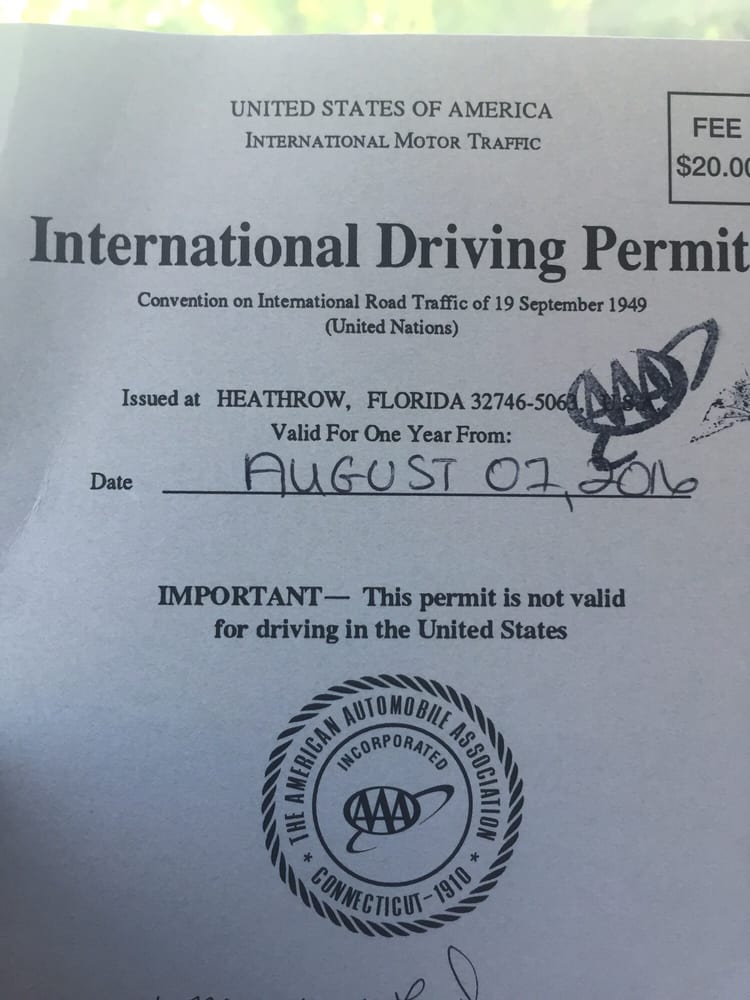 UNITED STATES OF AMERICA
INTERNATIONAL MOTOR TRAFFIC
FEE
$20.00
International Driving Permit
Convention on International Road Traffic of 19 September 1949
(United Nations)
Issued at HEATHROW, FLORIDA 32746-5063, U.S.A.
AAA
Valid For One Year From:
Date AUGUST 07, 2016
IMPORTANT— This permit is not valid
for driving in the United States
THE AMERICAN AUTOMOBILE ASSOCIATION
INCORPORATED
AAA
* CONNECTICUT-1910 *